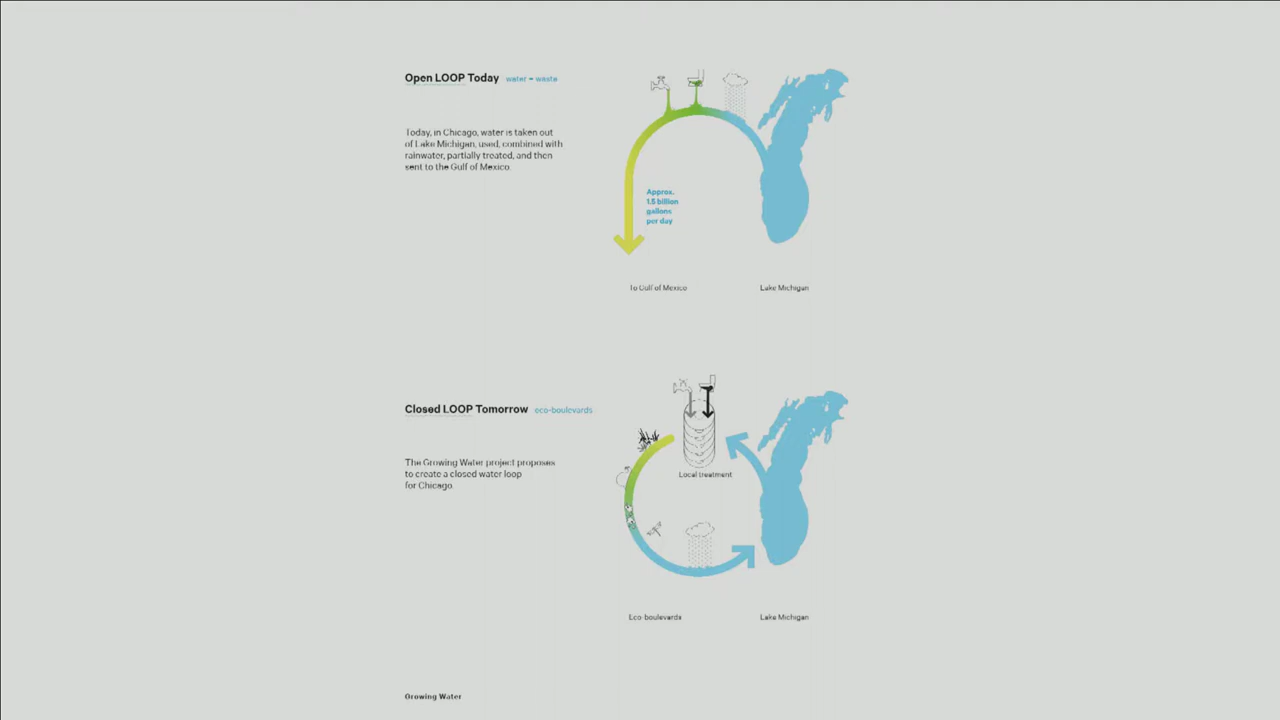 Open LOOP Today water = waste
Today, in Chicago, water is taken out
of Lake Michigan, used, combined with
rainwater, partially treated, and then
sent to the Gulf of Mexico.
Approx.
1.5 billion
gallons
per day
To Gulf of Mexico
Lake Michigan
Closed LOOP Tomorrow eco-boulevards
The Growing Water project proposes
to create a closed water loop
for Chicago.
Local treatment
Eco-boulevards
Lake Michigan
Growing Water